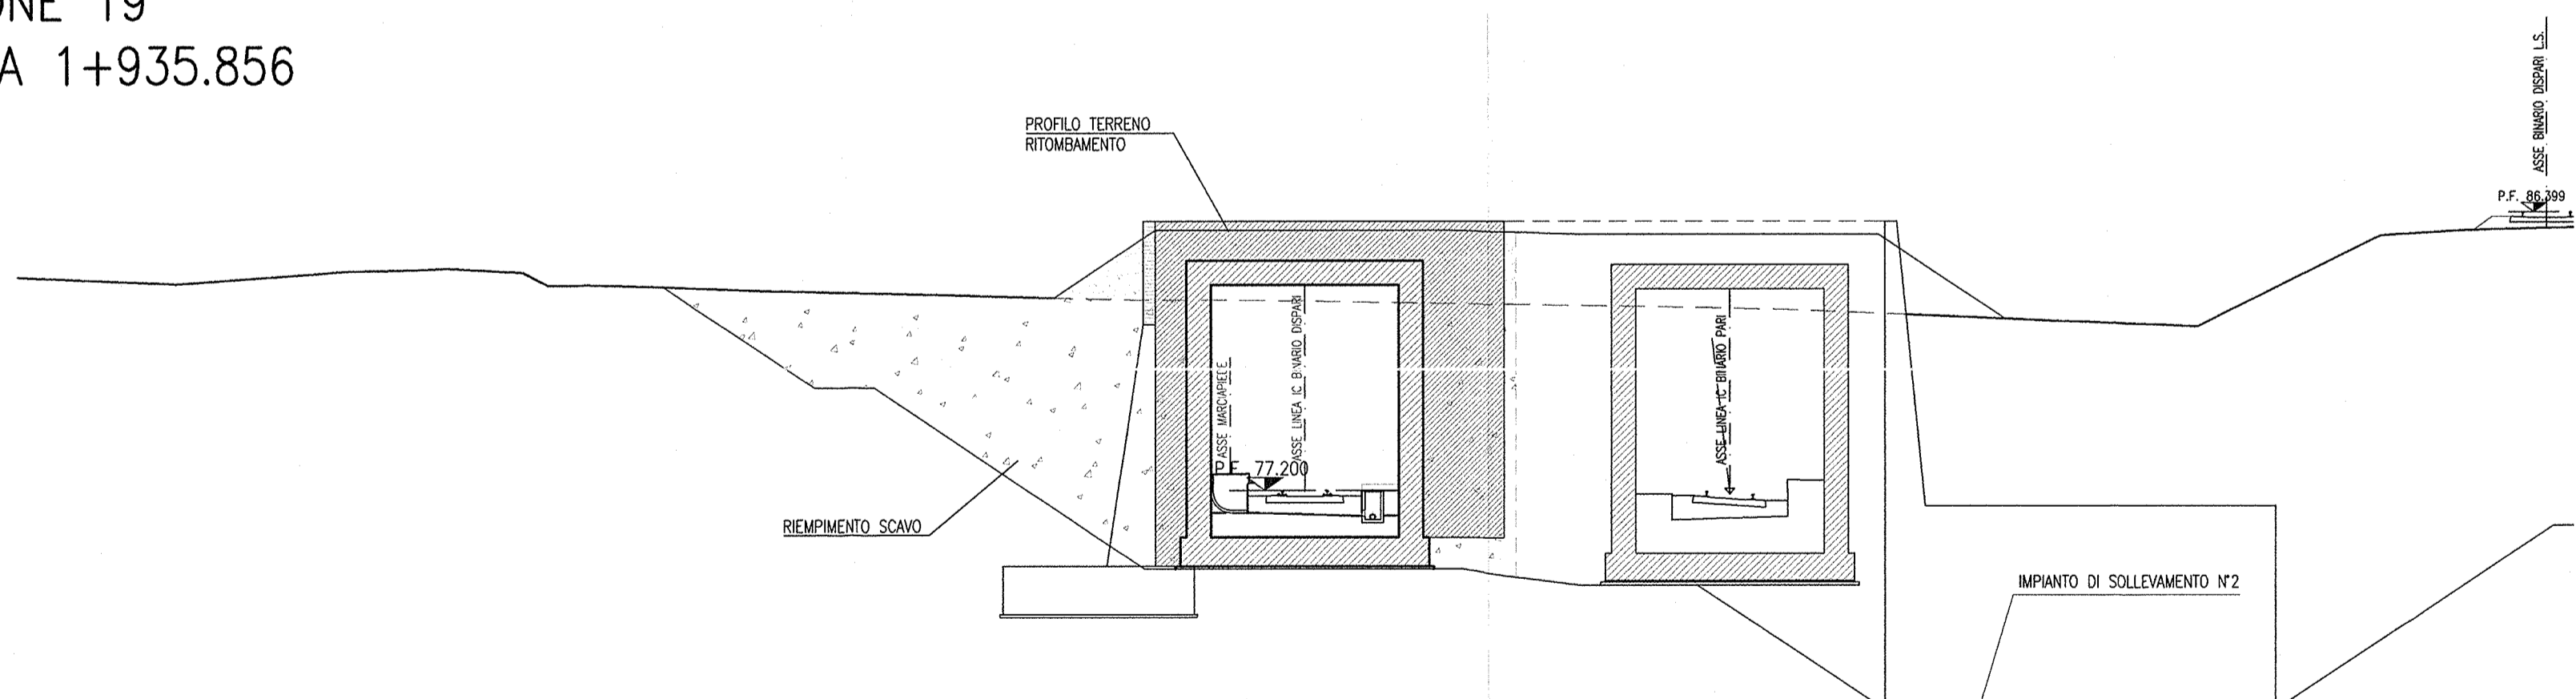 ONE 19
A 1+935.856
PROFILO TERRENO
RITOMBAMENTO
ASSE BINARIO DISPARI L.S.
P.F. 86.399
ASSE MARCIAPIEDE
ASSE LINEA IC BINARIO DISPARI
P.F. 77.200
ASSE LINEA IC BINARIO PARI
RIEMPIMENTO SCAVO
IMPIANTO DI SOLLEVAMENTO N°2